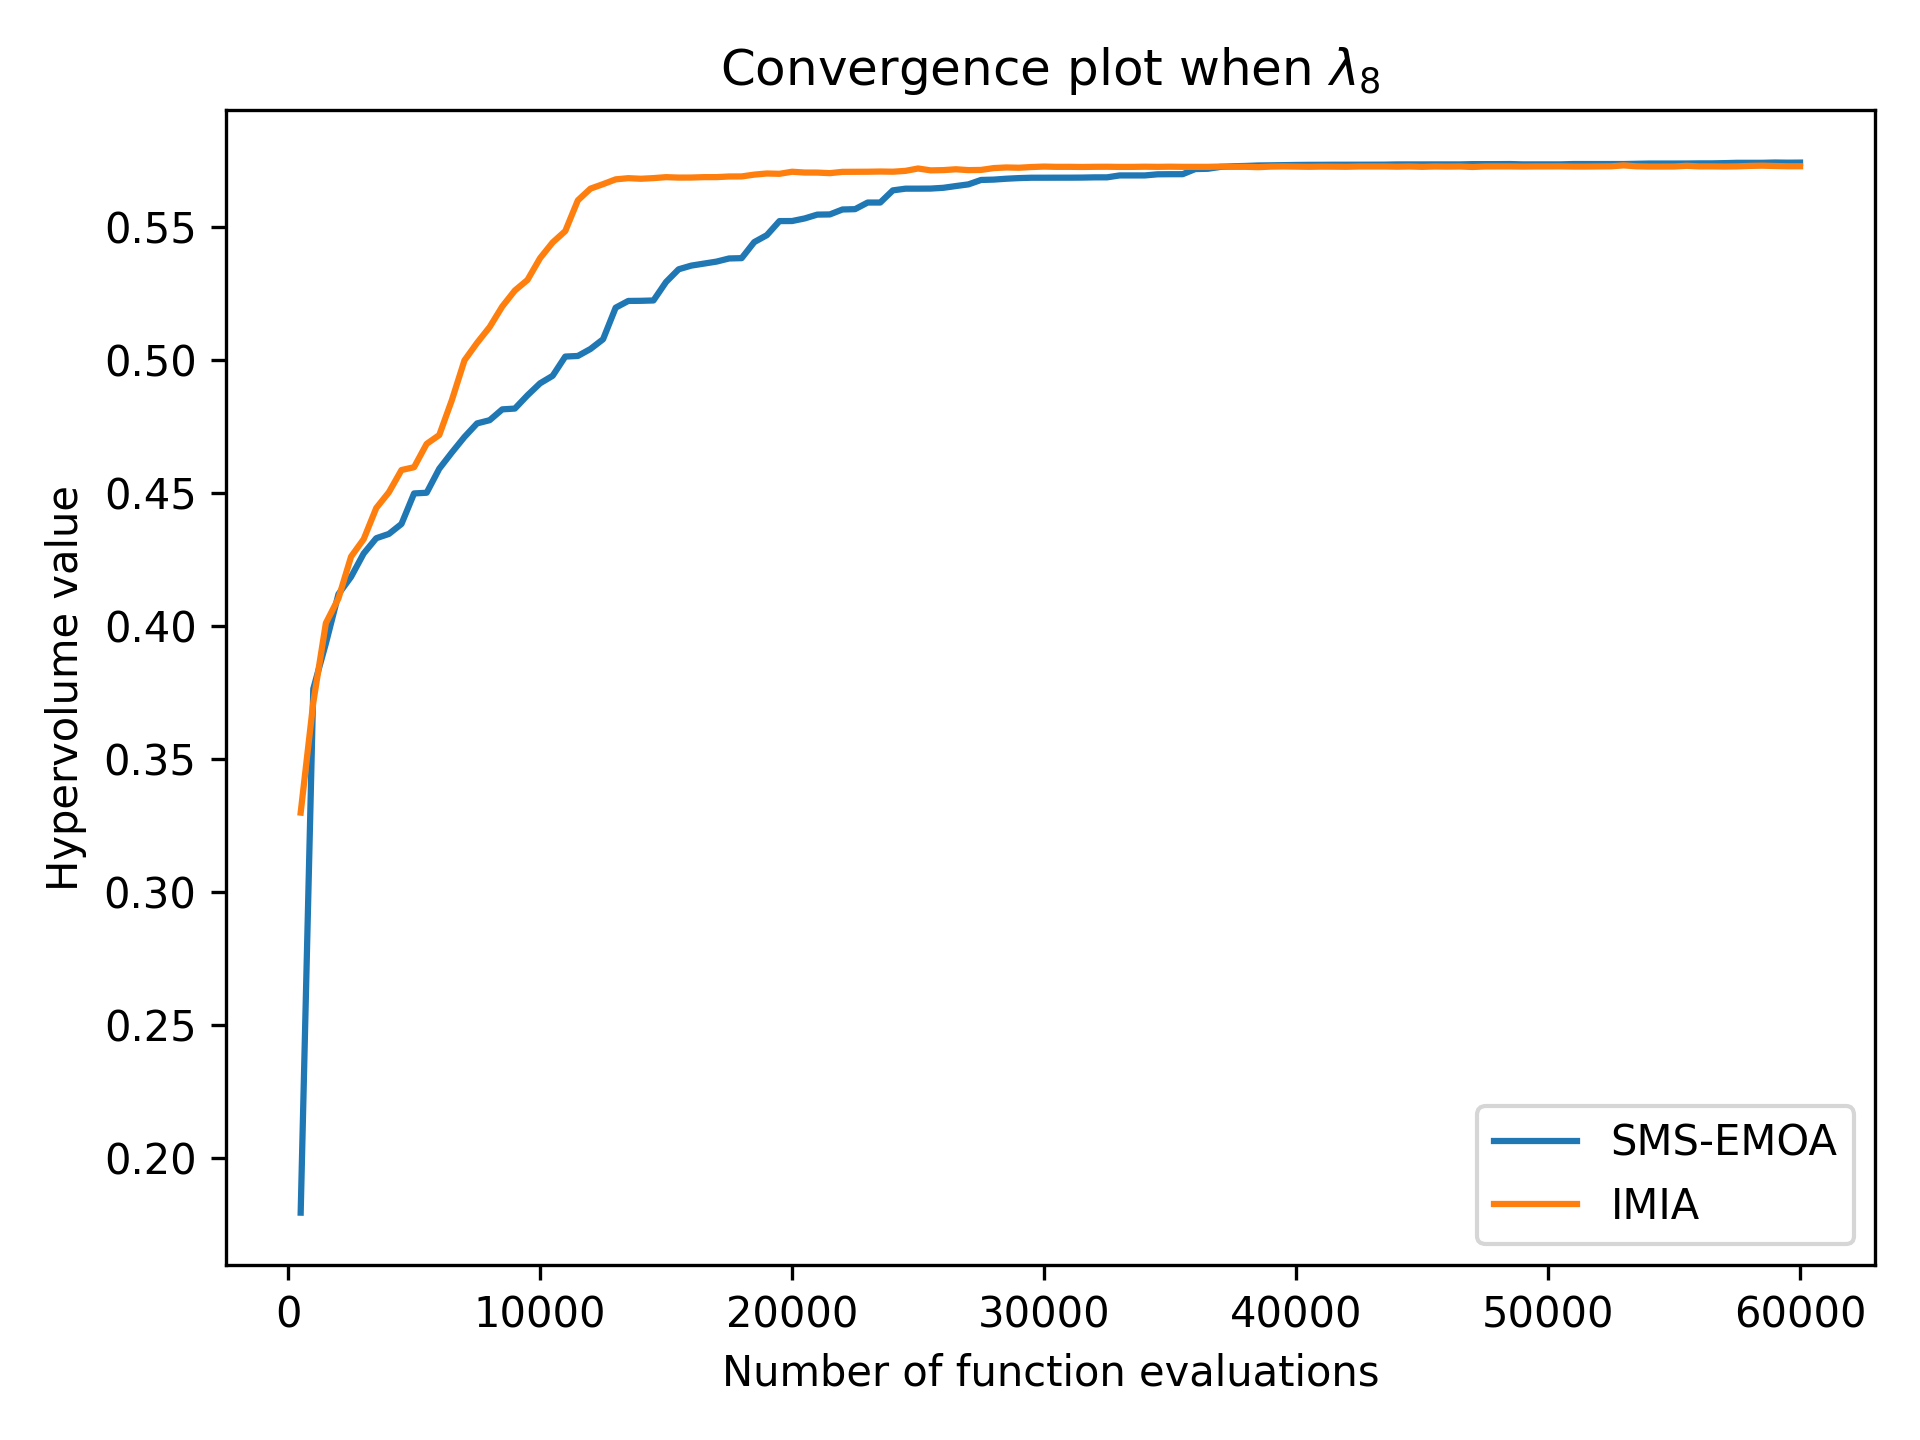 Convergence plot when λ₈
Hypervolume value
0.55
0.50
0.45
0.40
0.35
0.30
0.25
0.20
0 10000 20000 30000 40000 50000 60000
Number of function evaluations
SMS-EMOA
IMIA